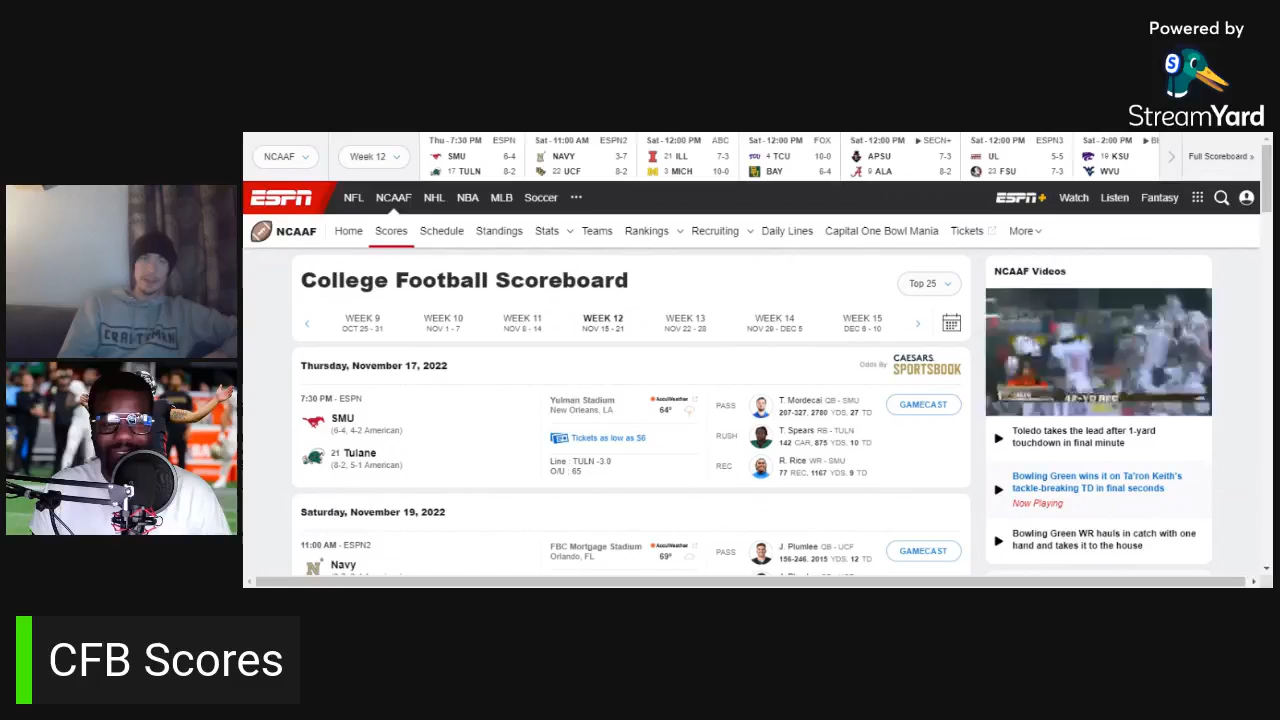 Powered by
StreamYard
NCAAF
Week 12
Thu - 7:30 PM ESPN
SMU 6-4
17 TULN 8-2
Sat - 11:00 AM ESPN2
NAVY 3-7
22 UCF 8-2
Sat - 12:00 PM ABC
21 ILL 7-3
3 MICH 10-0
Sat - 12:00 PM FOX
4 TCU 10-0
BAY 6-4
Sat - 12:00 PM SECN+
APSU 7-3
ALA 8-2
Sat - 12:00 PM ESPN3
UL 5-5
23 FSU 7-3
Sat - 2:00 PM
19 KSU
WVU
Full Scoreboard »
ESPN NFL NCAAF NHL NBA MLB Soccer ••• ESPN+ Watch Listen Fantasy
NCAAF Home Scores Schedule Standings Stats Teams Rankings Recruiting Daily Lines Capital One Bowl Mania Tickets More
College Football Scoreboard
Top 25
WEEK 9
OCT 25 - 31
WEEK 10
NOV 1 - 7
WEEK 11
NOV 8 - 14
WEEK 12
NOV 15 - 21
WEEK 13
NOV 22 - 28
WEEK 14
NOV 29 - DEC 5
WEEK 15
DEC 6 - 10
Thursday, November 17, 2022
Odds By CAESARS SPORTSBOOK
7:30 PM - ESPN
SMU
(6-4, 4-2 American)
21 Tulane
(8-2, 5-1 American)
Yulman Stadium
New Orleans, LA
AccuWeather
64°
Tickets as low as $6
Line : TULN -3.0
O/U : 65
PASS T. Mordecai QB - SMU
207-327, 2780 YDS, 27 TD
RUSH T. Spears RB - TULN
142 CAR, 875 YDS, 10 TD
REC R. Rice WR - SMU
77 REC, 1167 YDS, 9 TD
GAMECAST
Saturday, November 19, 2022
11:00 AM - ESPN2
Navy
FBC Mortgage Stadium
Orlando, FL
AccuWeather
69°
PASS J. Plumlee QB - UCF
156-246, 2015 YDS, 12 TD
GAMECAST
NCAAF Videos
Toledo takes the lead after 1-yard
touchdown in final minute
Bowling Green wins it on Ta'ron Keith's
tackle-breaking TD in final seconds
Now Playing
Bowling Green WR hauls in catch with one
hand and takes it to the house
CRAFTSMAN
CFB Scores